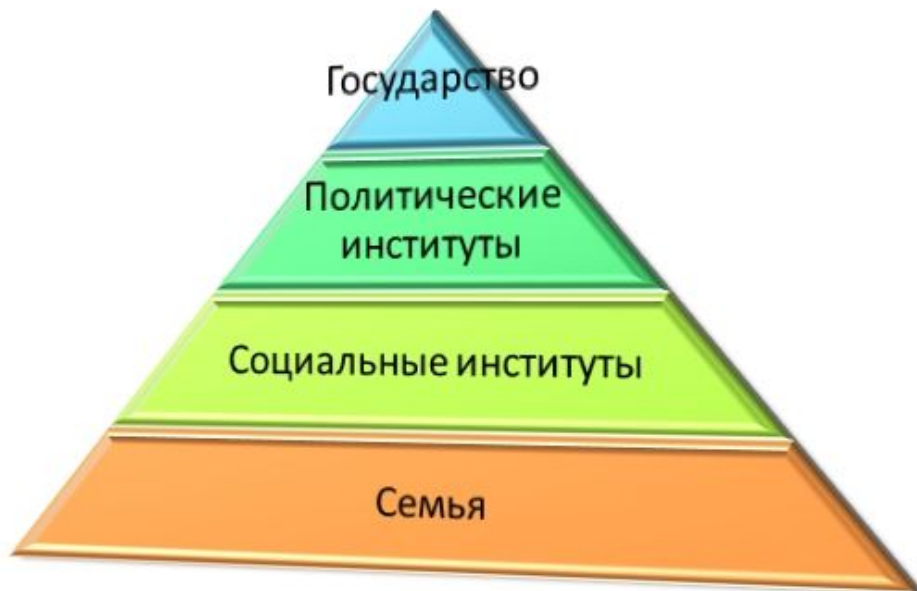 Государство
Политические
институты
Социальные институты
Семья